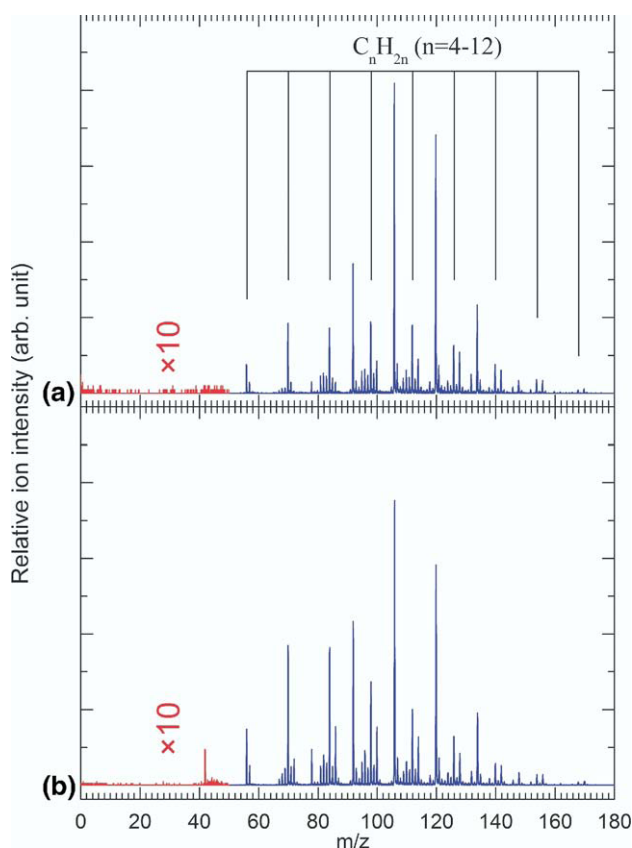 CnH2n (n=4-12)
Relative ion intensity (arb. unit)
×10
(a)
×10
(b)
0 20 40 60 80 100 120 140 160 180
m/z